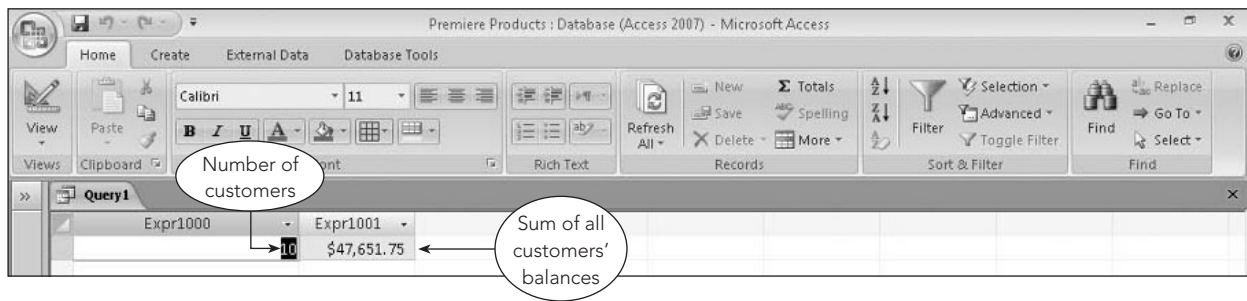 Premiere Products : Database (Access 2007) - Microsoft Access
Home Create External Data Database Tools
View
Paste
Calibri 11
B I U A
Refresh All
New
Save
Delete
Σ Totals
Spelling
More
Filter
Selection
Advanced
Toggle Filter
Find
Replace
Go To
Select
Views Clipboard Rich Text Records Sort & Filter Find
Number of
customers
Query1
Expr1000 Expr1001
10 $47,651.75
Sum of all
customers’
balances